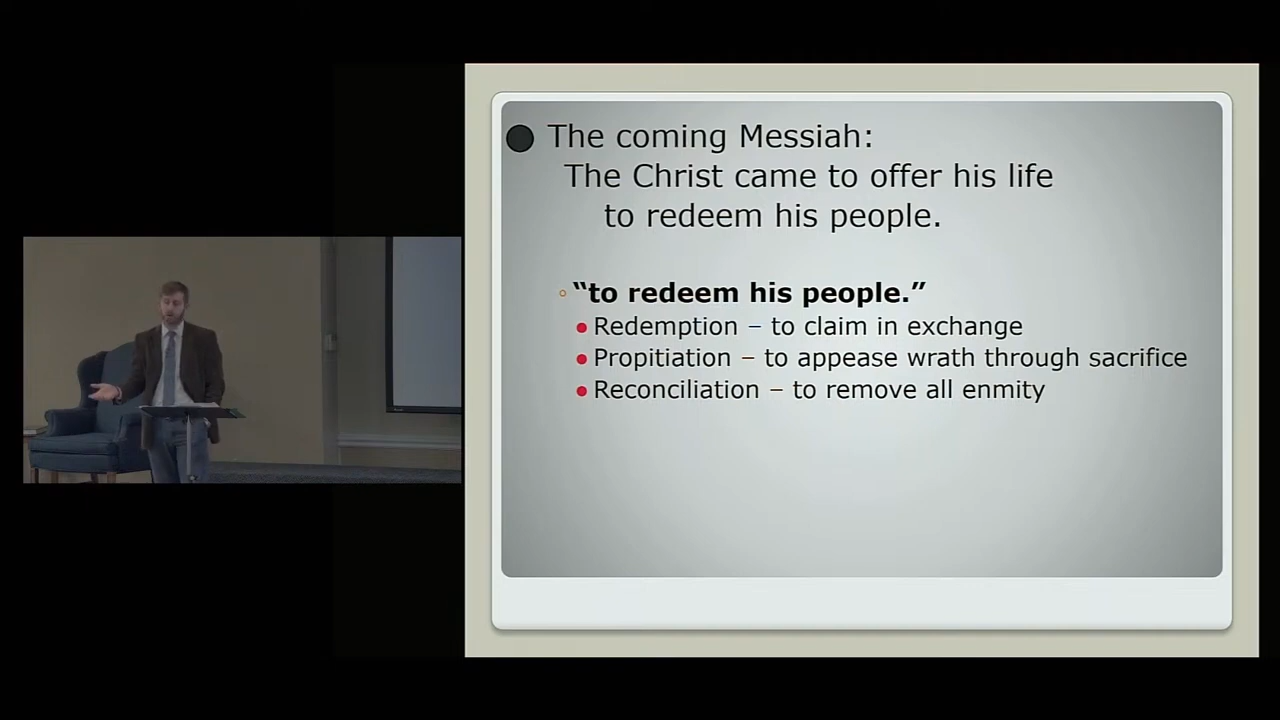 The coming Messiah:
The Christ came to offer his life
to redeem his people.
“to redeem his people.”
Redemption – to claim in exchange
Propitiation – to appease wrath through sacrifice
Reconciliation – to remove all enmity